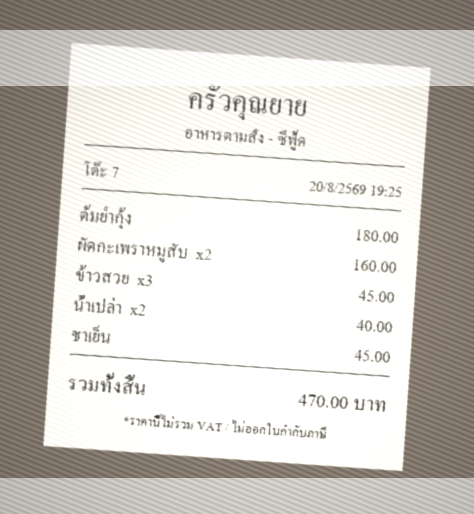 ครัวคุณยาย
อาหารตามสั่ง - ซีฟู้ด
โต๊ะ 7 20/8/2569 19:25
ต้มยำกุ้ง 180.00
ผัดกะเพราหมูสับ x2 160.00
ข้าวสวย x3 45.00
น้ำเปล่า x2 40.00
ชาเย็น 45.00
รวมทั้งสิ้น 470.00 บาท
*ราคานี้ไม่รวม VAT / ไม่ออกใบกำกับภาษี